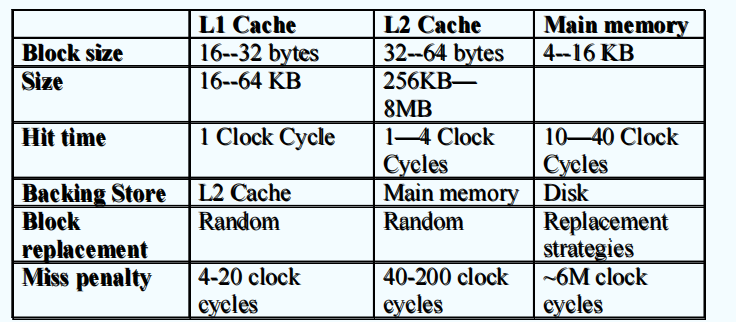 L1 Cache L2 Cache Main memory
Block size 16--32 bytes 32--64 bytes 4--16 KB
Size 16--64 KB 256KB—
8MB
Hit time 1 Clock Cycle 1—4 Clock 10—40 Clock
Cycles Cycles
Backing Store L2 Cache Main memory Disk
Block Random Random Replacement
replacement strategies
Miss penalty 4-20 clock 40-200 clock ~6M clock
cycles cycles cycles